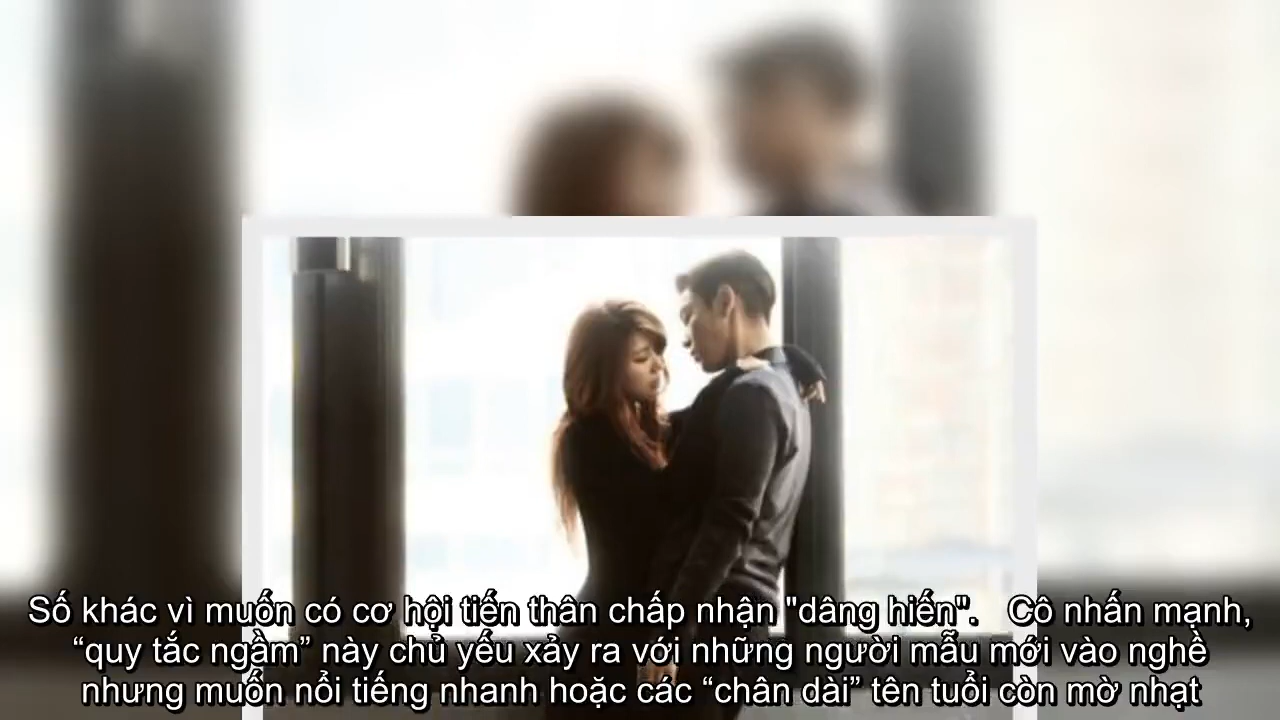 Số khác vì muốn có cơ hội tiến thân chấp nhận "dâng hiến".   Cô nhấn mạnh,
“quy tắc ngầm” này chủ yếu xảy ra với những người mẫu mới vào nghề
nhưng muốn nổi tiếng nhanh hoặc các “chân dài” tên tuổi còn mờ nhạt